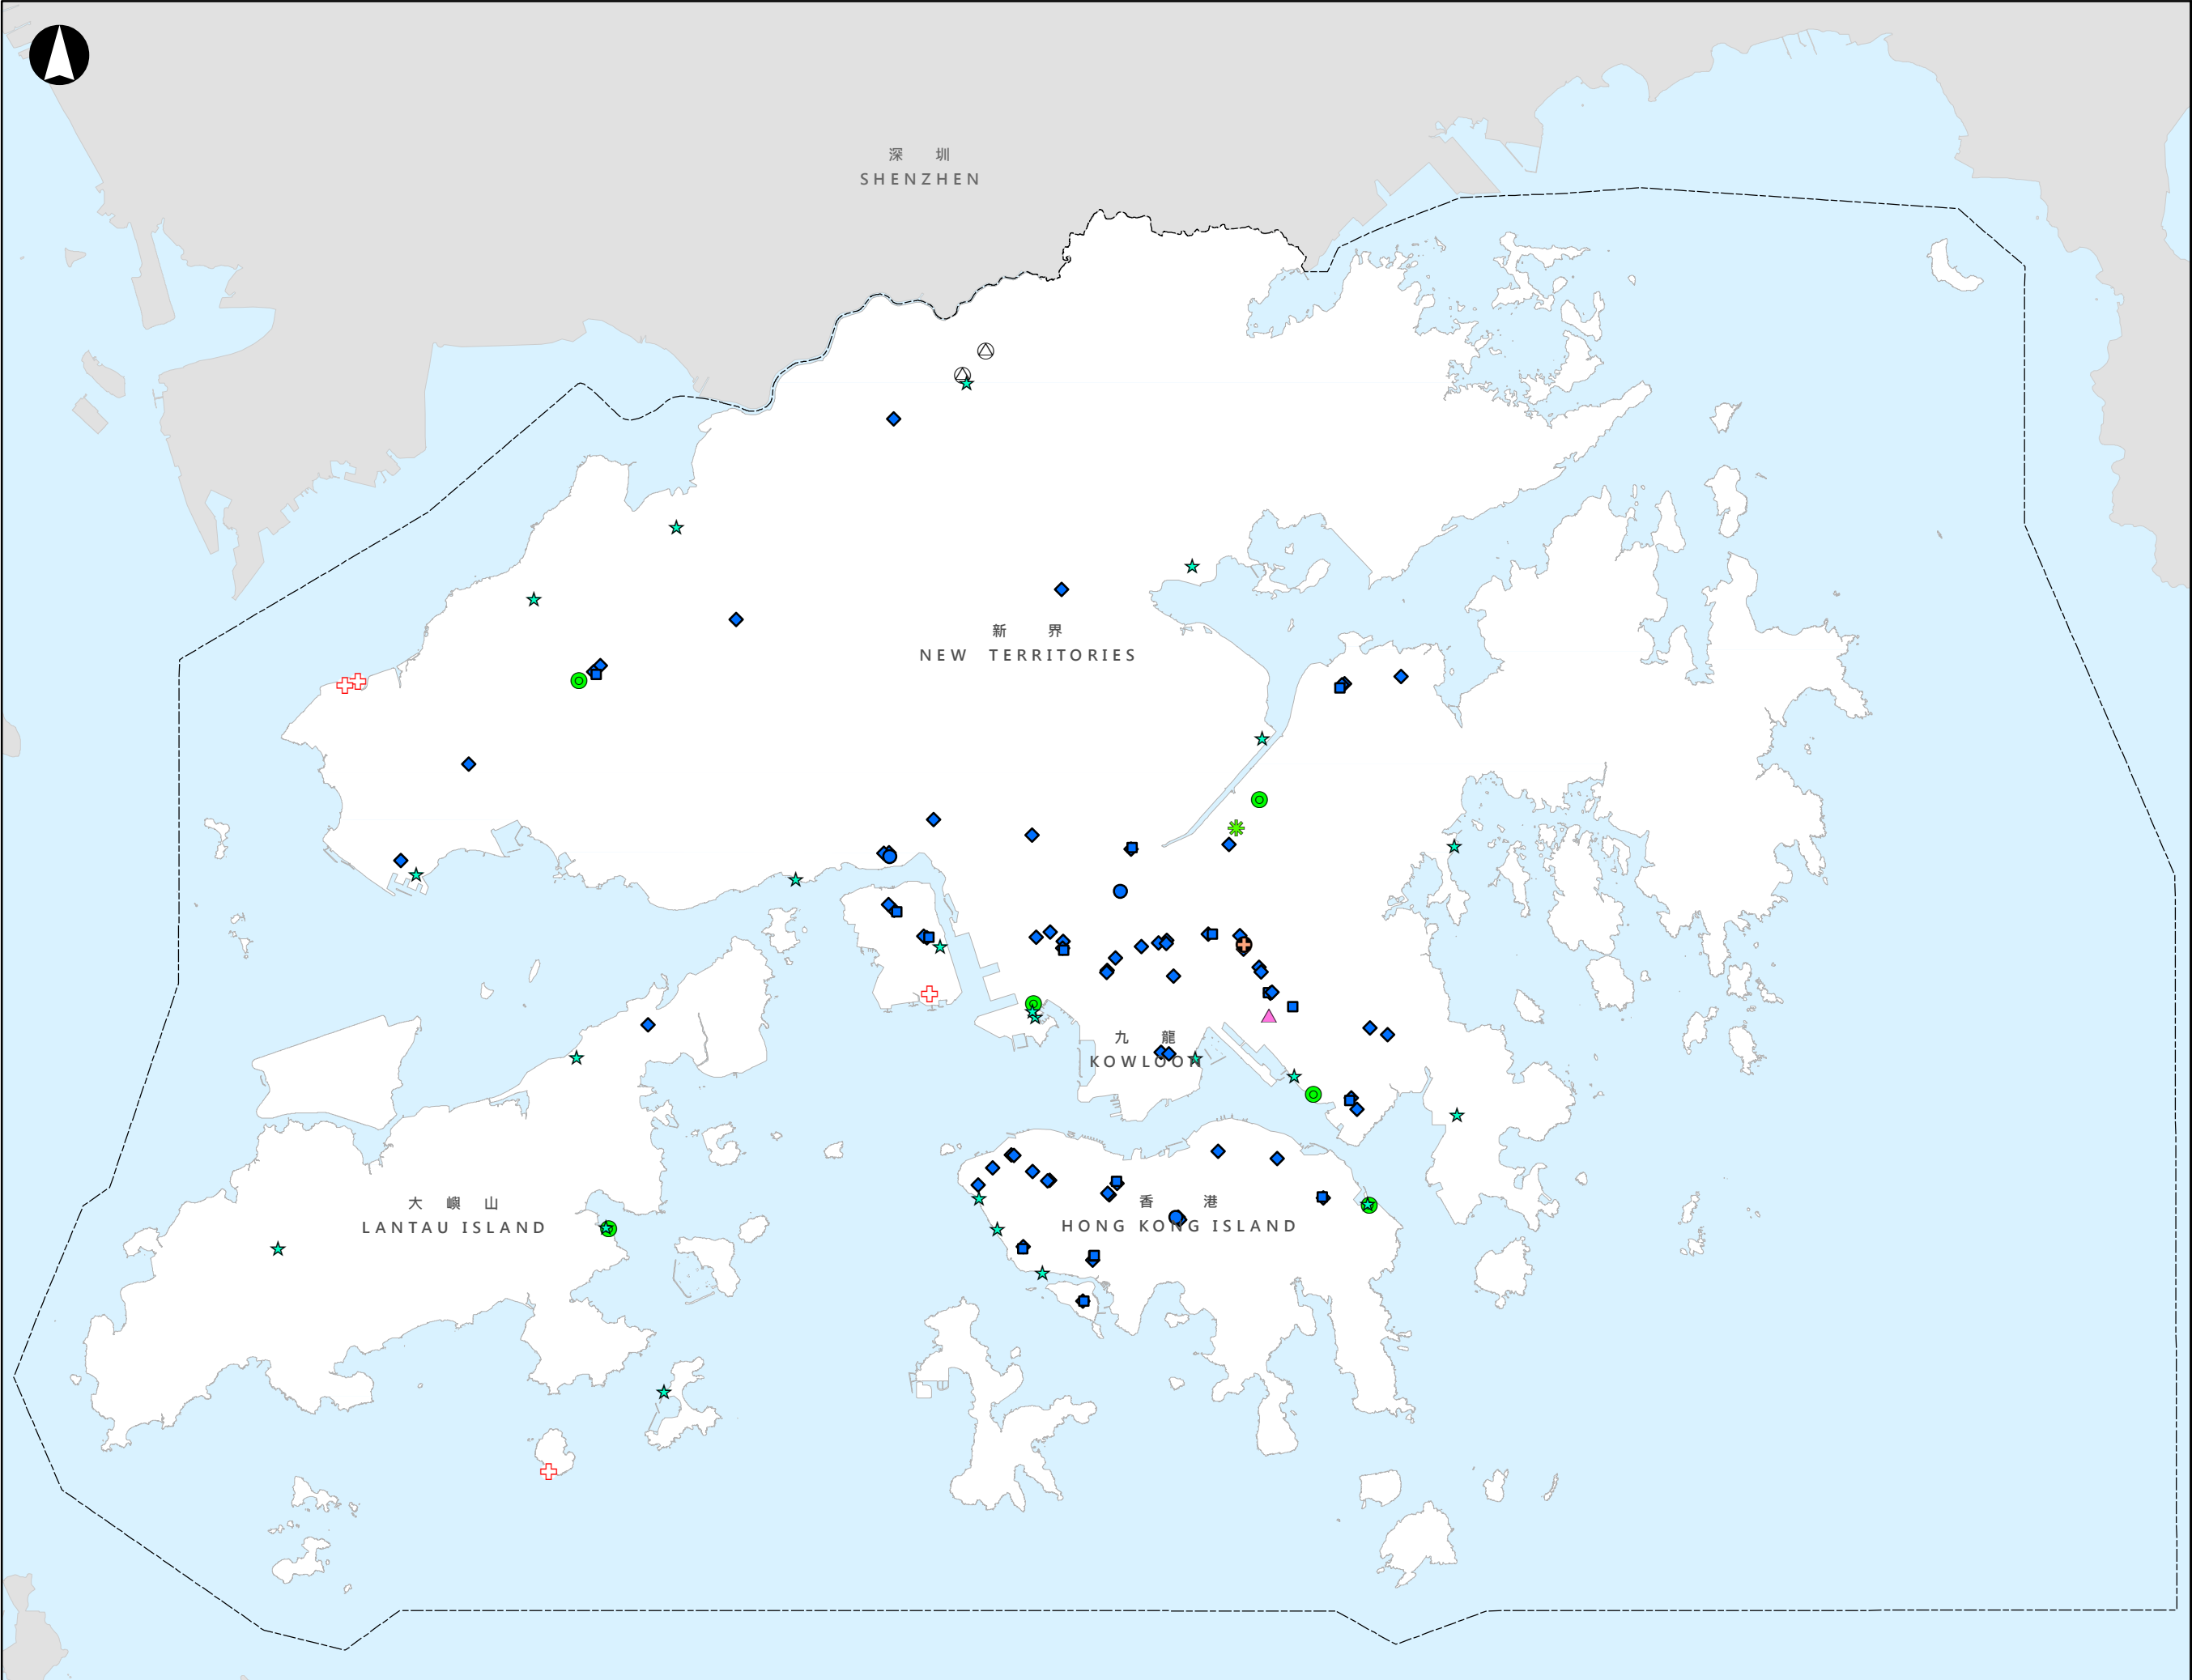 深 圳
SHENZHEN
新 界
NEW TERRITORIES
九 龍
KOWLOON
大 嶼 山
LANTAU ISLAND
香 港
HONG KONG ISLAND